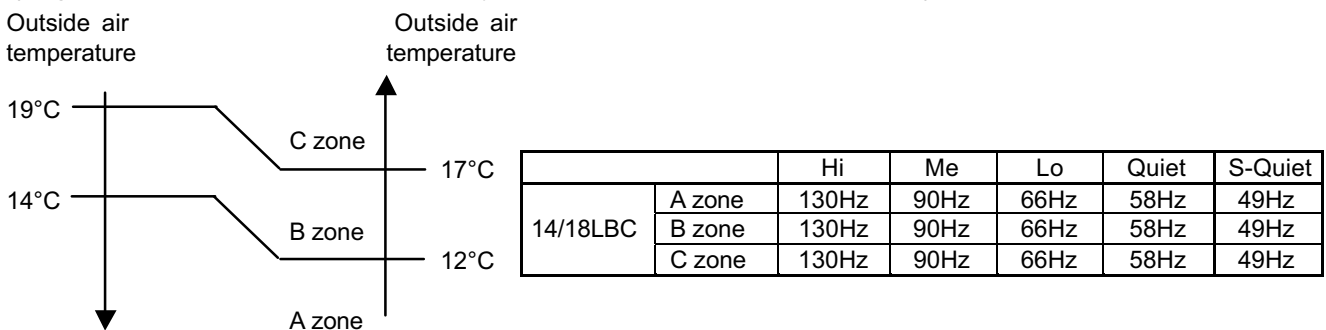 Outside air
temperature
Outside air
temperature
19°C
C zone
17°C
14°C
B zone
12°C
A zone
Hi Me Lo Quiet S-Quiet
14/18LBC
A zone 130Hz 90Hz 66Hz 58Hz 49Hz
B zone 130Hz 90Hz 66Hz 58Hz 49Hz
C zone 130Hz 90Hz 66Hz 58Hz 49Hz